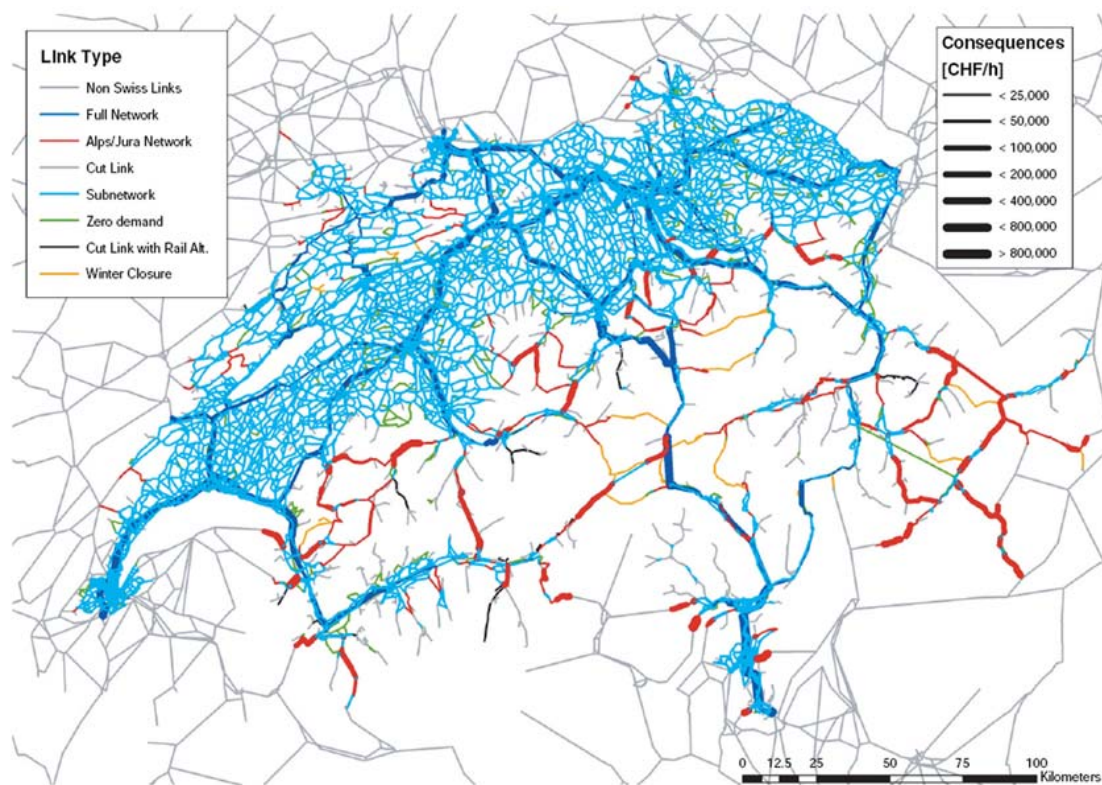 Link Type
Non Swiss Links
Full Network
Alps/Jura Network
Cut Link
Subnetwork
Zero demand
Cut Link with Rail Alt.
Winter Closure
Consequences
[CHF/h]
< 25,000
< 50,000
< 100,000
< 200,000
< 400,000
< 800,000
> 800,000
0 12.5 25 50 75 100
Kilometers